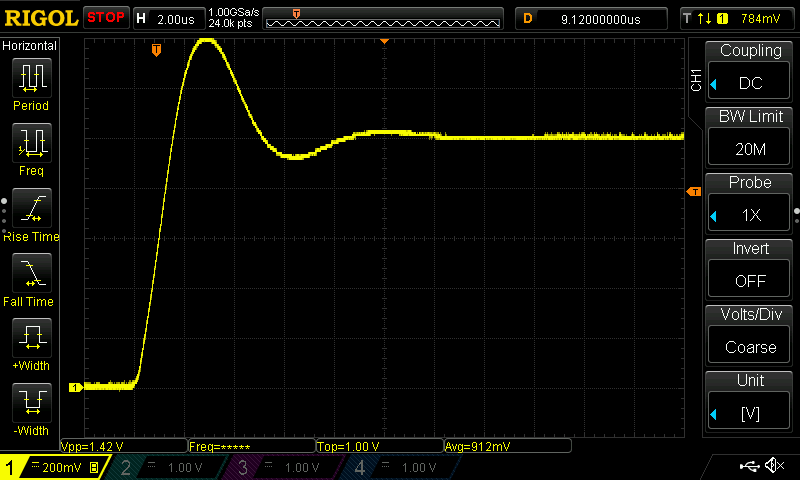 RIGOL STOP H 2.00us 1.00GSa/s 24.0k pts T D 9.12000000us T 1 784mV
Horizontal
Period
Freq
Rise Time
Fall Time
+Width
-Width
T
T
1
CH1
Coupling
DC
BW Limit
20M
Probe
1X
Invert
OFF
Volts/Div
Coarse
Unit
[V]
Vpp=1.42 V Freq=***** Top=1.00 V Avg=912mV
1 200mV B 2 1.00 V 3 1.00 V 4 1.00 V